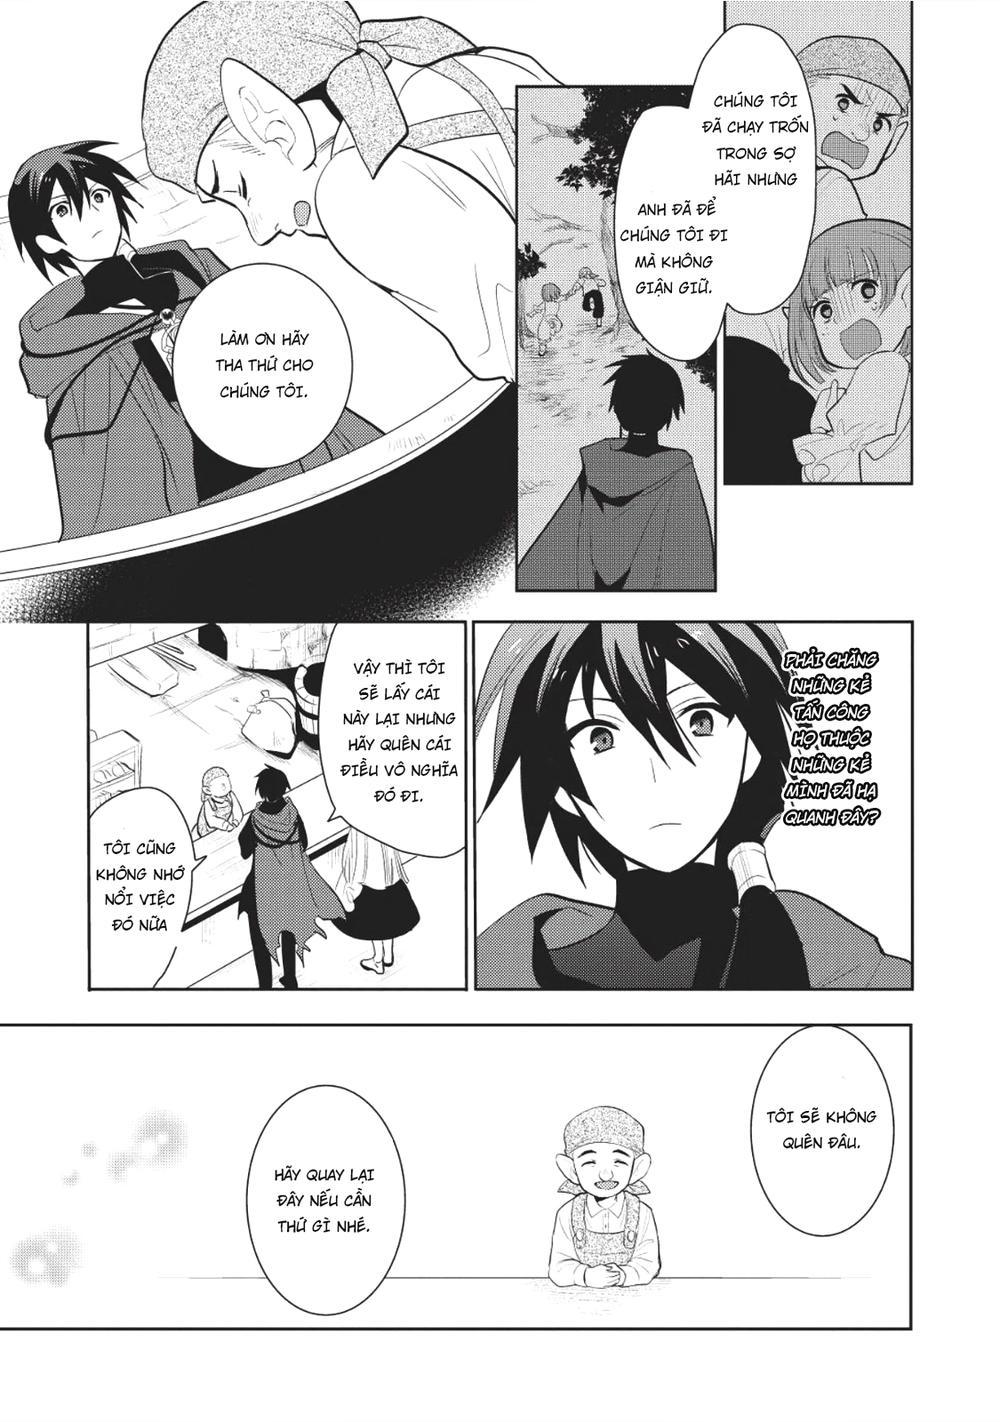 CHÚNG TÔI
ĐÃ CHẠY TRỐN
TRONG SỢ
HÃI NHƯNG
ANH ĐÃ ĐỂ
CHÚNG TÔI ĐI
MÀ KHÔNG
GIẬN GIỮ.
LÀM ƠN HÃY
THA THỨ CHO
CHÚNG TÔI.
PHẢI CHĂNG
NHỮNG KẺ
TẤN CÔNG
HỌ THUỘC
NHỮNG KẺ
MÌNH ĐÃ HẠ
QUANH ĐÂY?
VẬY THÌ TÔI
SẼ LẤY CÁI
NÀY LẠI NHƯNG
HÃY QUÊN CÁI
ĐIỀU VÔ NGHĨA
ĐÓ ĐI.
TÔI CŨNG
KHÔNG NHỚ
NỔI VIỆC
ĐÓ NỮA
TÔI SẼ KHÔNG
QUÊN ĐÂU.
HÃY QUAY LẠI
ĐÂY NẾU CẦN
THỨ GÌ NHÉ.